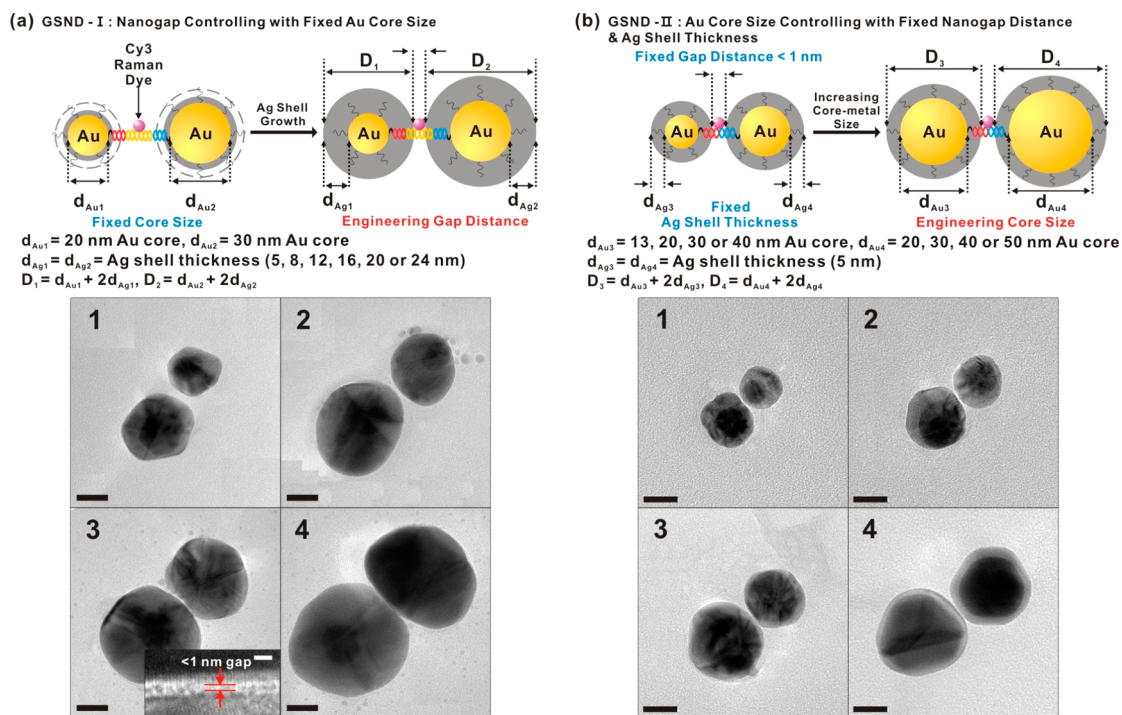 (a) GSND - I : Nanogap Controlling with Fixed Au Core Size
Cy3
Raman
Dye
Au
Au
dAu1
dAu2
Fixed Core Size
Ag Shell
Growth
D1
D2
Au
Au
dAg1
dAg2
Engineering Gap Distance
dAu1 = 20 nm Au core, dAu2 = 30 nm Au core
dAg1 = dAg2 = Ag shell thickness (5, 8, 12, 16, 20 or 24 nm)
D1 = dAu1 + 2dAg1, D2 = dAu2 + 2dAg2
1
2
3
4
<1 nm gap
(b) GSND -II : Au Core Size Controlling with Fixed Nanogap Distance
& Ag Shell Thickness
Fixed Gap Distance < 1 nm
Au
Au
dAg3
dAg4
Fixed
Ag Shell Thickness
Increasing
Core-metal
Size
D3
D4
Au
Au
dAu3
dAu4
Engineering Core Size
dAu3 = 13, 20, 30 or 40 nm Au core, dAu4 = 20, 30, 40 or 50 nm Au core
dAg3 = dAg4 = Ag shell thickness (5 nm)
D3 = dAu3 + 2dAg3, D4 = dAu4 + 2dAg4
1
2
3
4